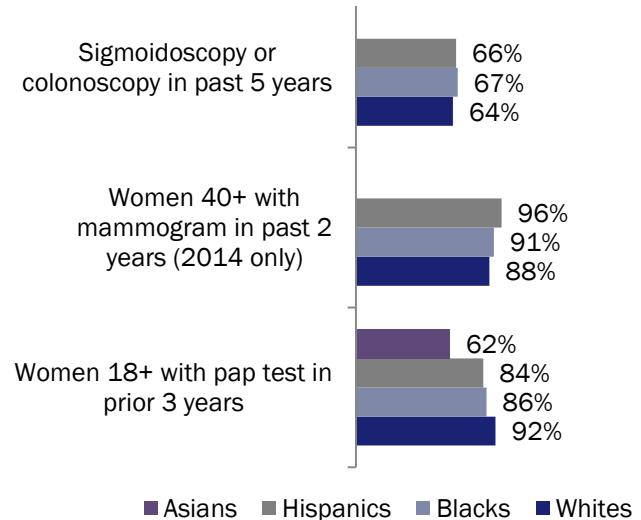 Sigmoidoscopy or
colonoscopy in past 5 years
66%
67%
64%
Women 40+ with
mammogram in past 2
years (2014 only)
96%
91%
88%
Women 18+ with pap test in
prior 3 years
62%
84%
86%
92%
Asians Hispanics Blacks Whites